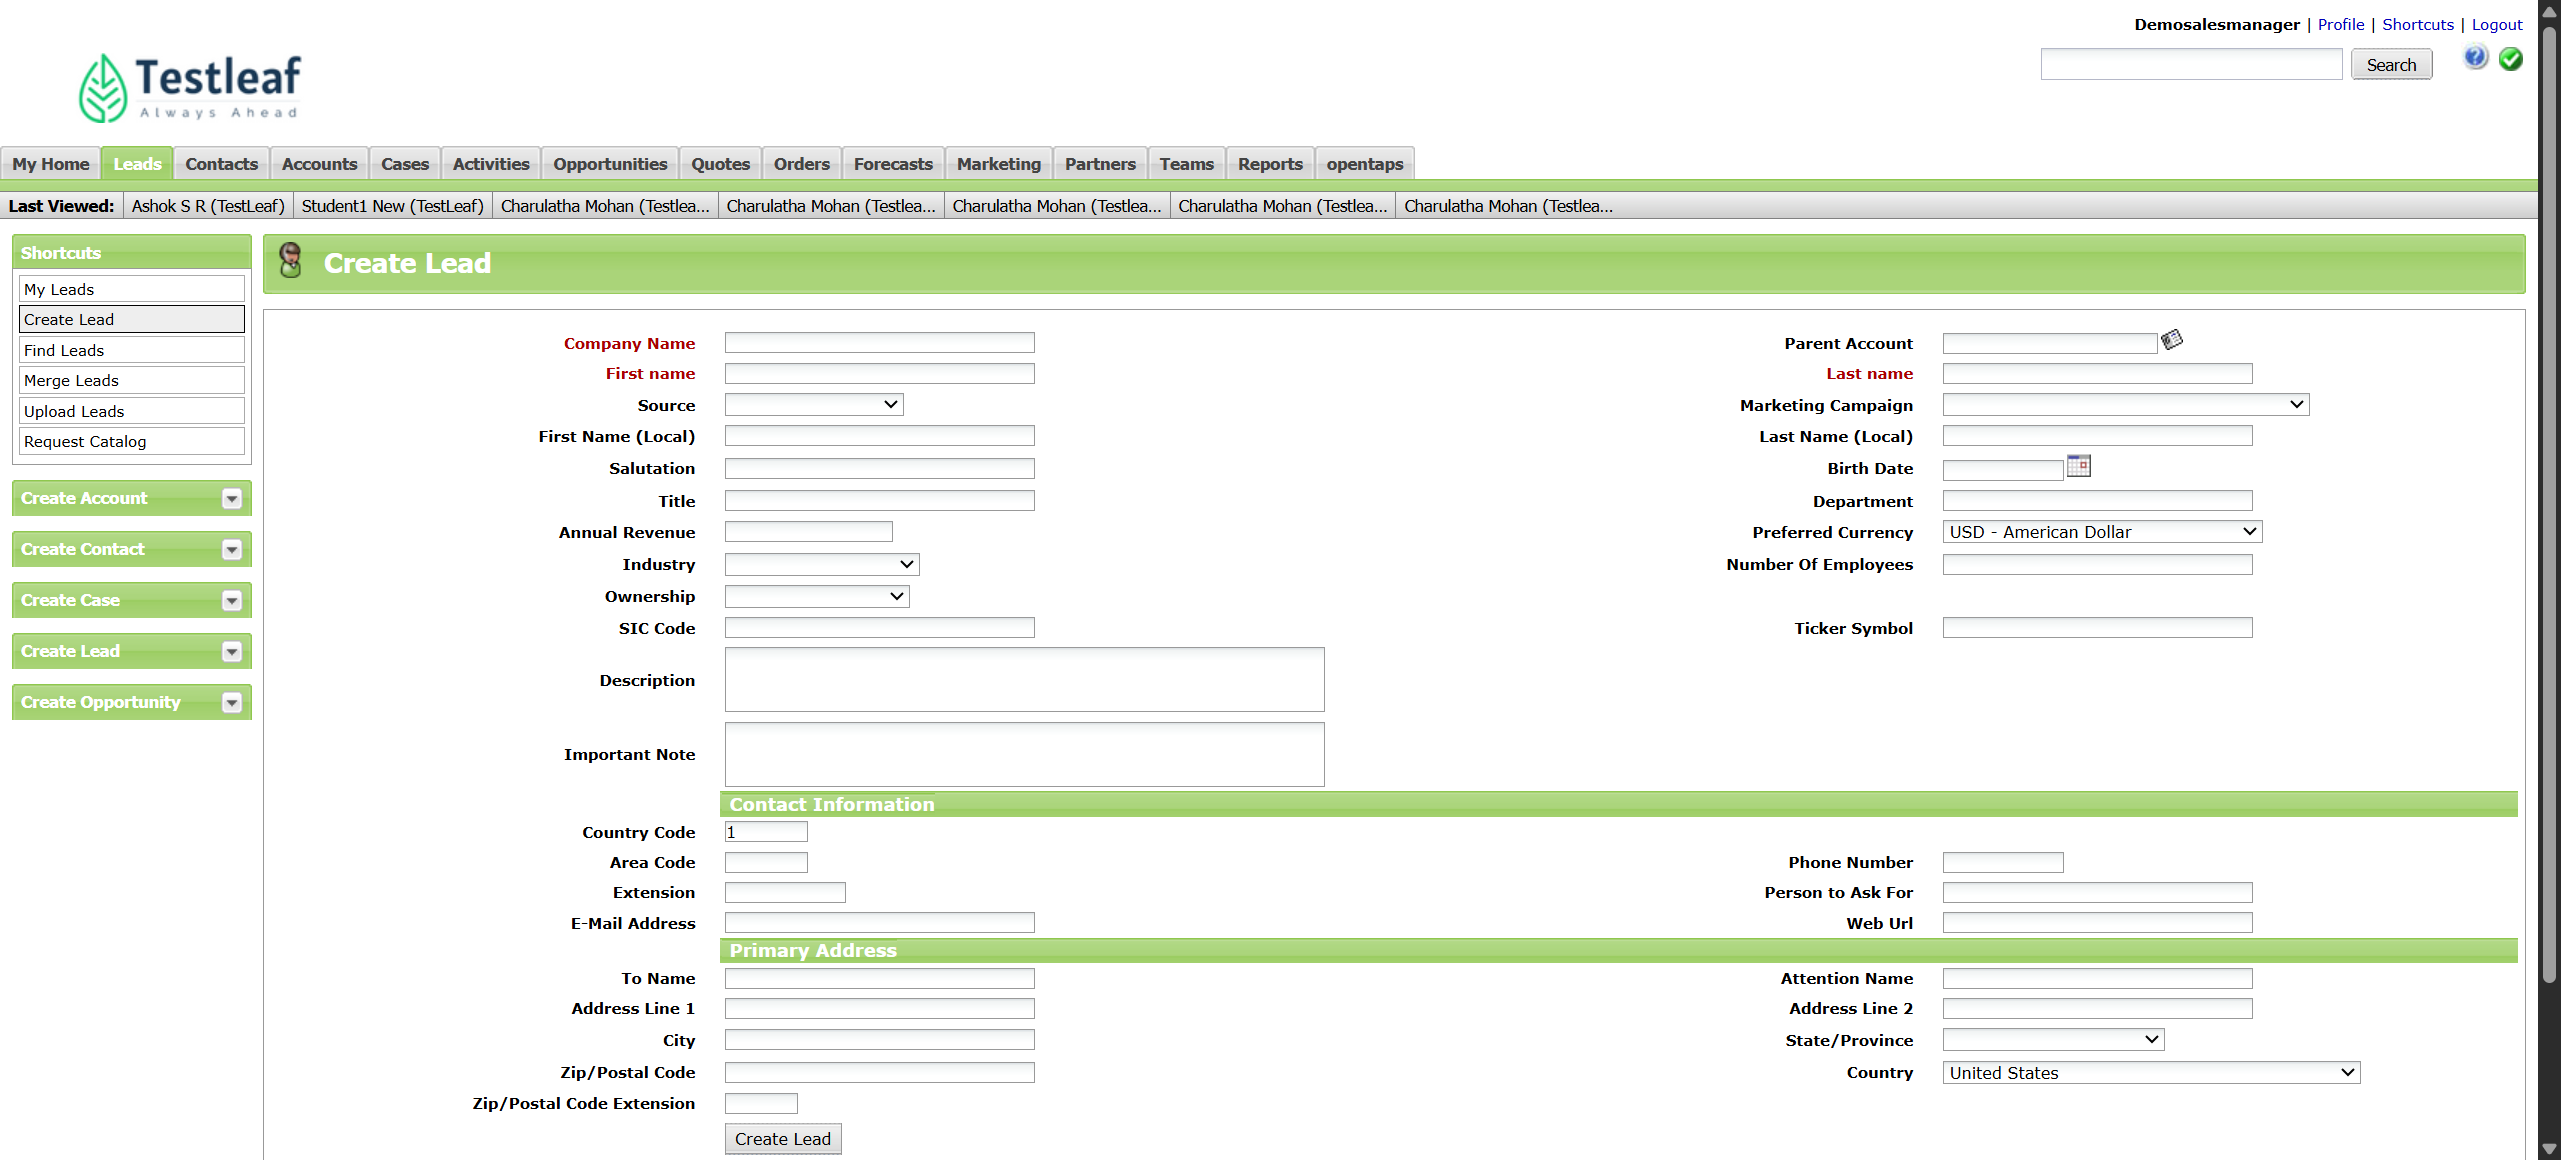 Demosalesmanager | Profile | Shortcuts | Logout
Search
Testleaf
Always Ahead
My Home Leads Contacts Accounts Cases Activities Opportunities Quotes Orders Forecasts Marketing Partners Teams Reports opentaps
Last Viewed: Ashok S R (TestLeaf) Student1 New (TestLeaf) Charulatha Mohan (Testlea... Charulatha Mohan (Testlea... Charulatha Mohan (Testlea... Charulatha Mohan (Testlea... Charulatha Mohan (Testlea...
Shortcuts
My Leads
Create Lead
Find Leads
Merge Leads
Upload Leads
Request Catalog
Create Account
Create Contact
Create Case
Create Lead
Create Opportunity
Create Lead
Company Name Parent Account
First name Last name
Source Marketing Campaign
First Name (Local) Last Name (Local)
Salutation Birth Date
Title Department
Annual Revenue Preferred Currency USD - American Dollar
Industry Number Of Employees
Ownership
SIC Code Ticker Symbol
Description
Important Note
Contact Information
Country Code 1
Area Code Phone Number
Extension Person to Ask For
E-Mail Address Web Url
Primary Address
To Name Attention Name
Address Line 1 Address Line 2
City State/Province
Zip/Postal Code Country United States
Zip/Postal Code Extension
Create Lead